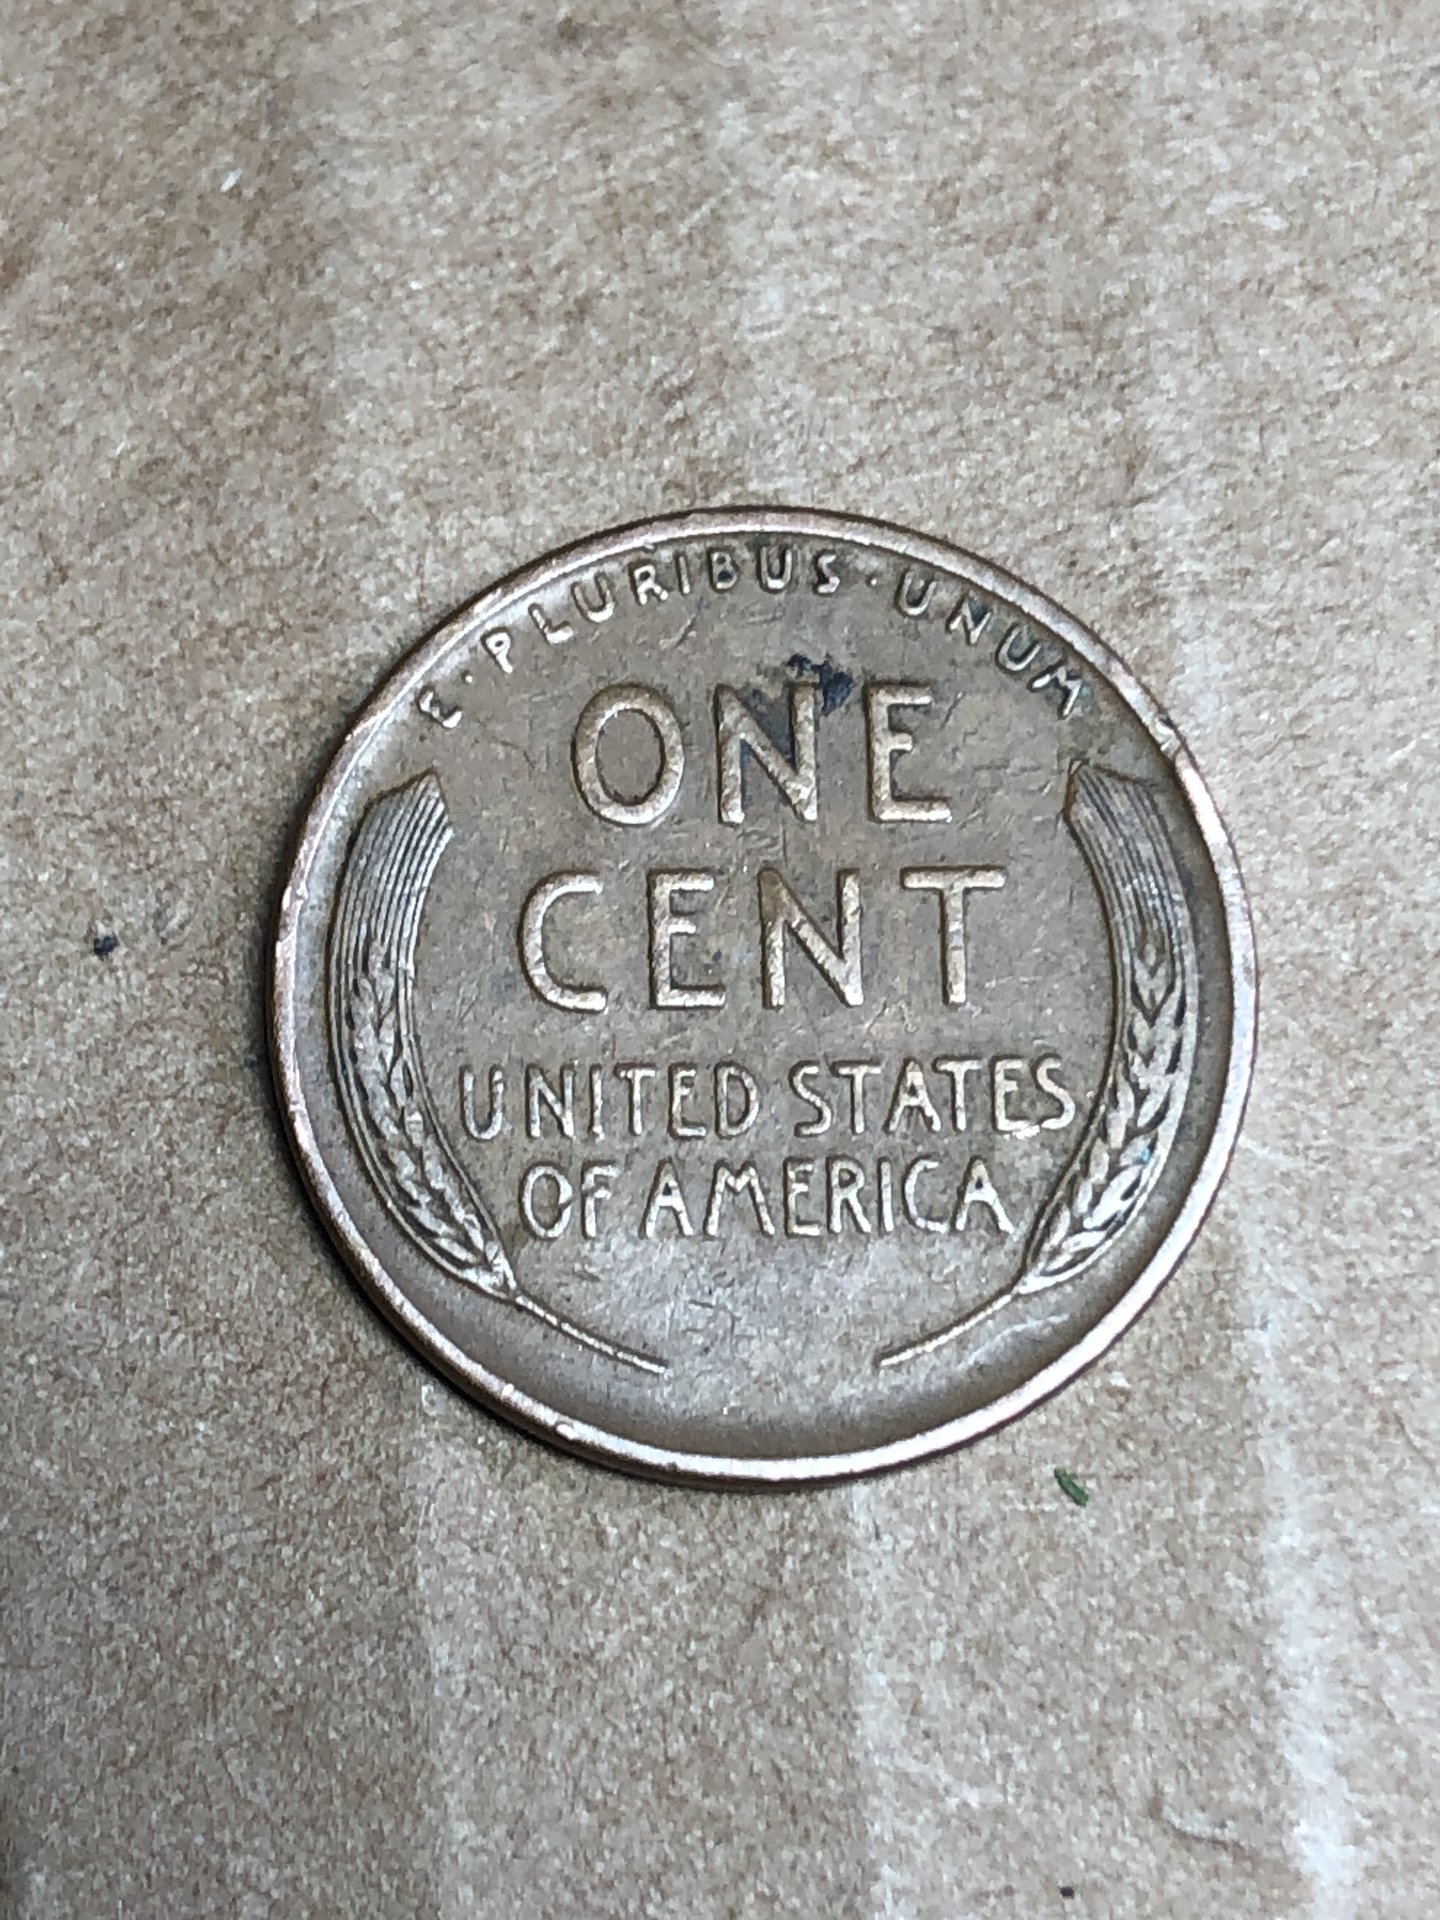 E·PLURIBUS·UNUM
ONE
CENT
UNITED STATES
OF AMERICA